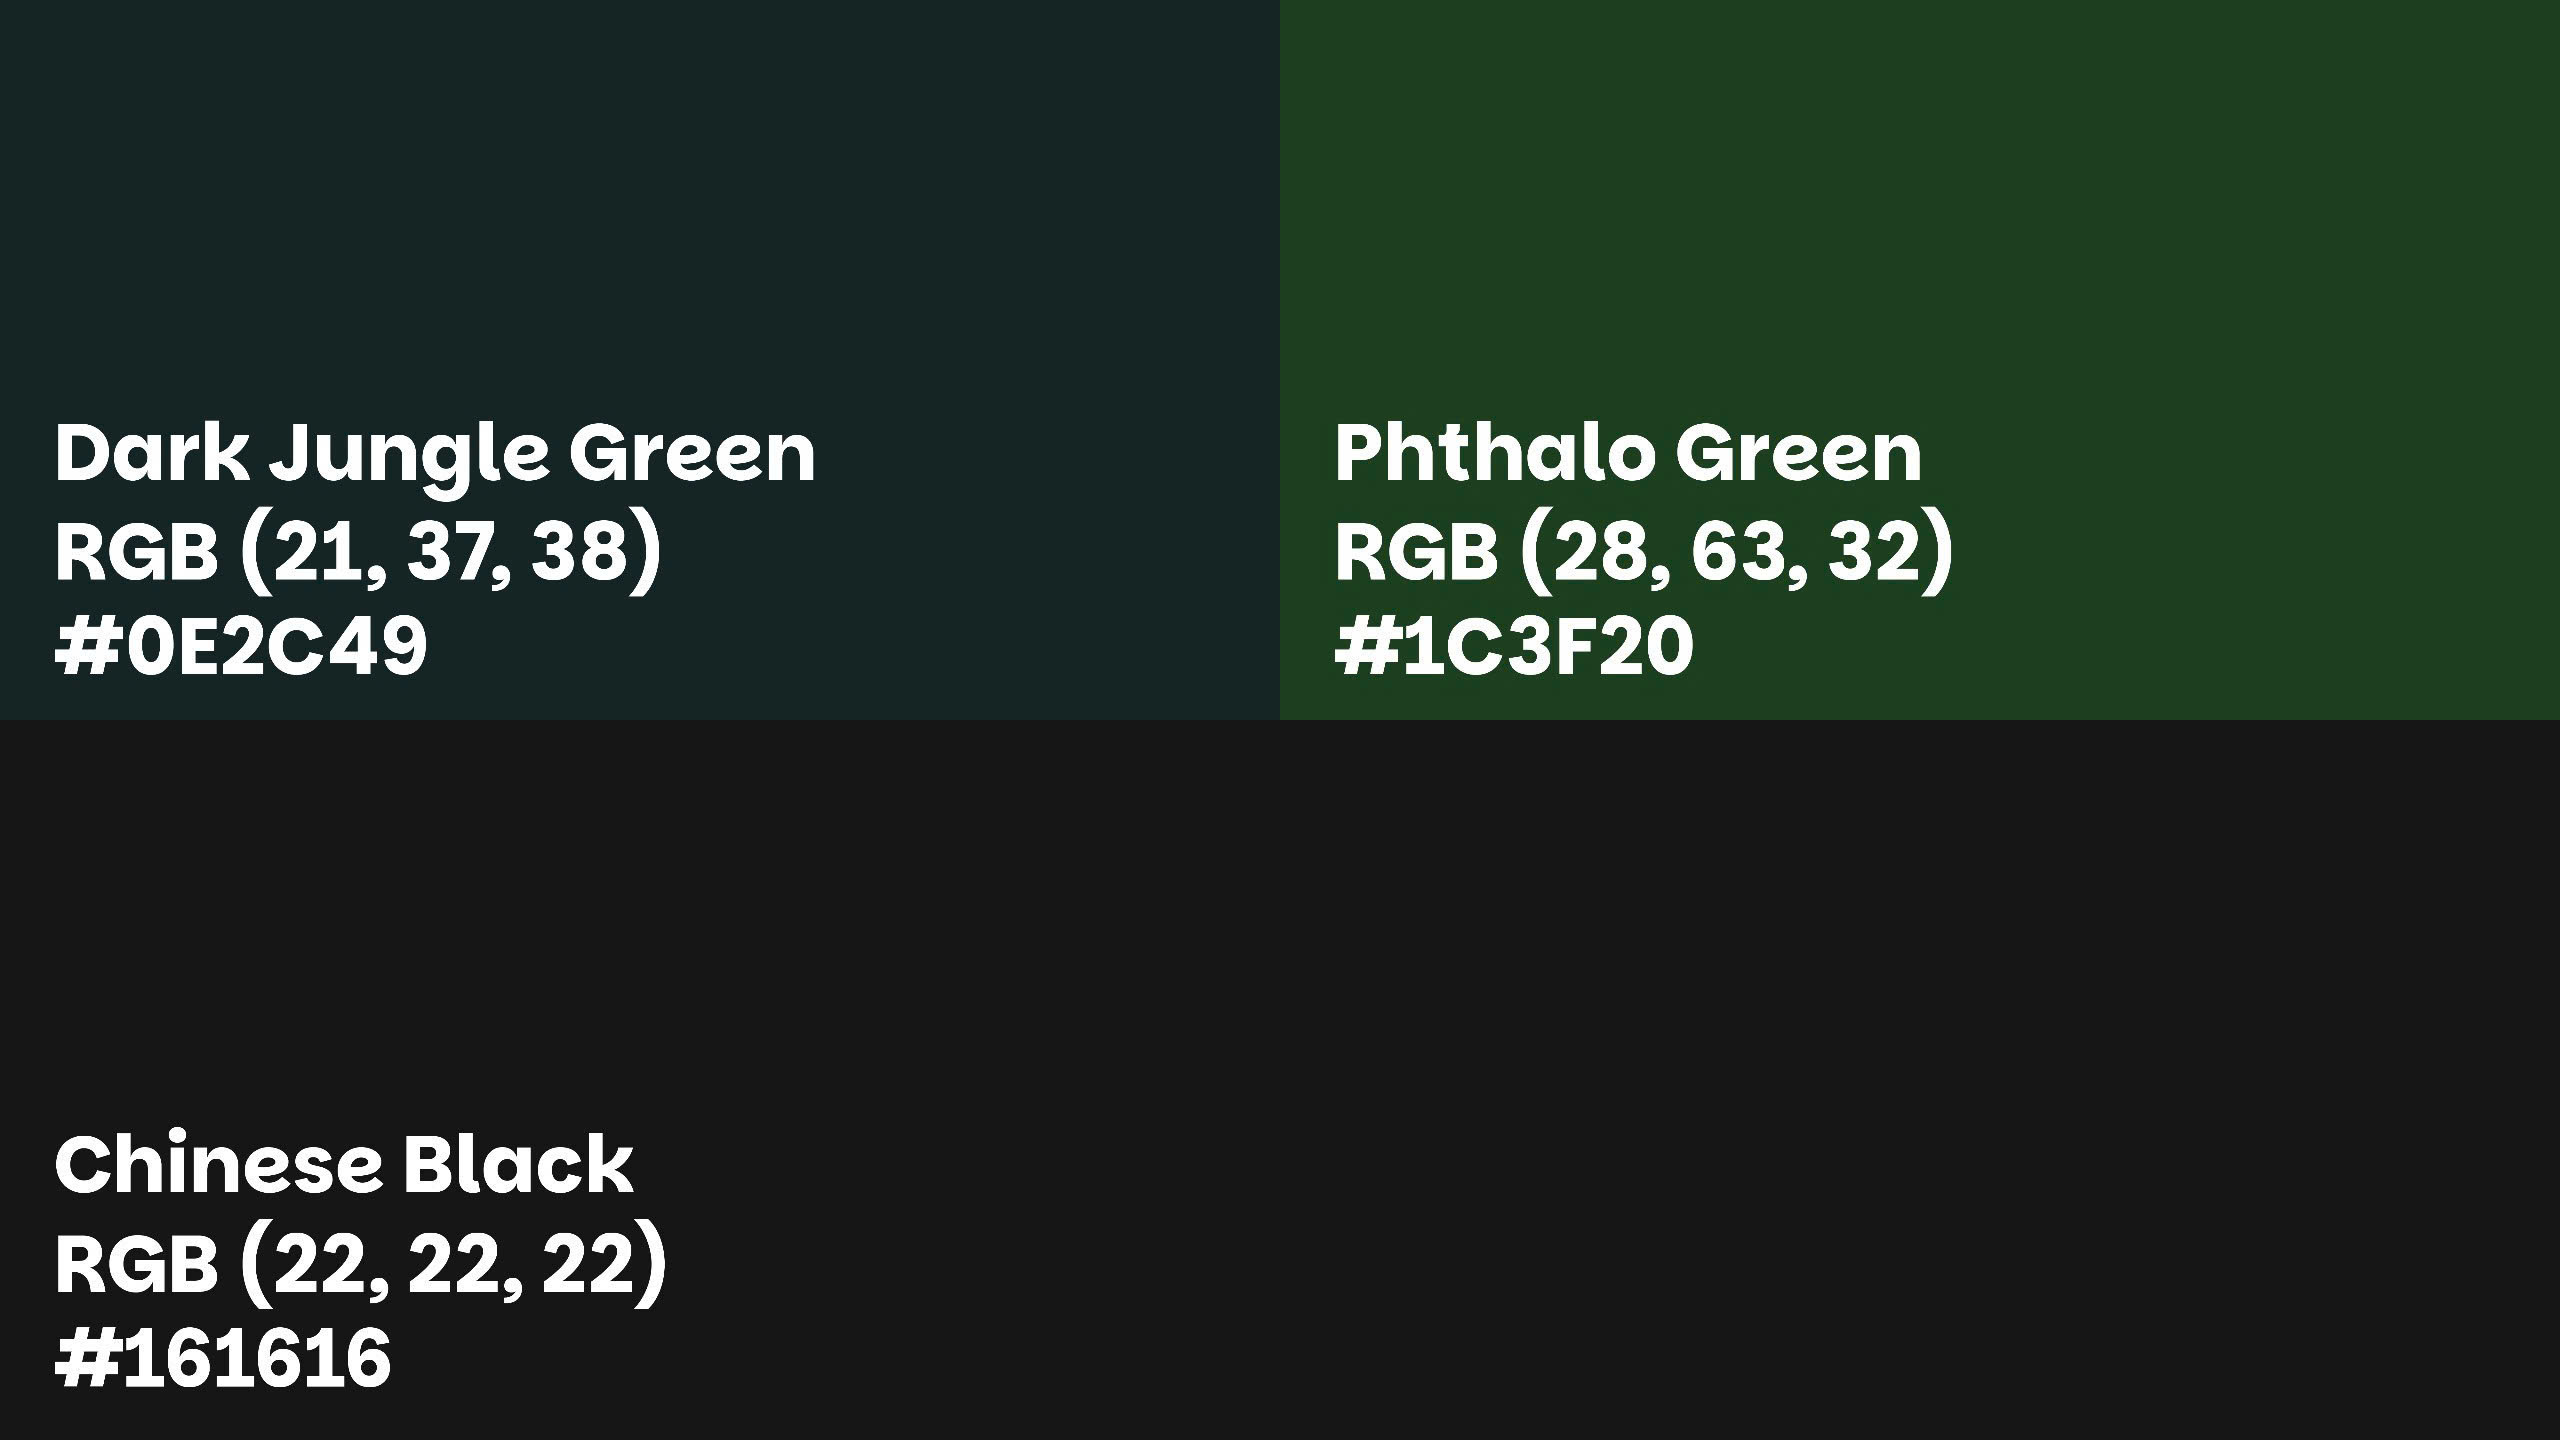 Dark Jungle Green
RGB (21, 37, 38)
#0E2C49
Phthalo Green
RGB (28, 63, 32)
#1C3F20
Chinese Black
RGB (22, 22, 22)
#161616